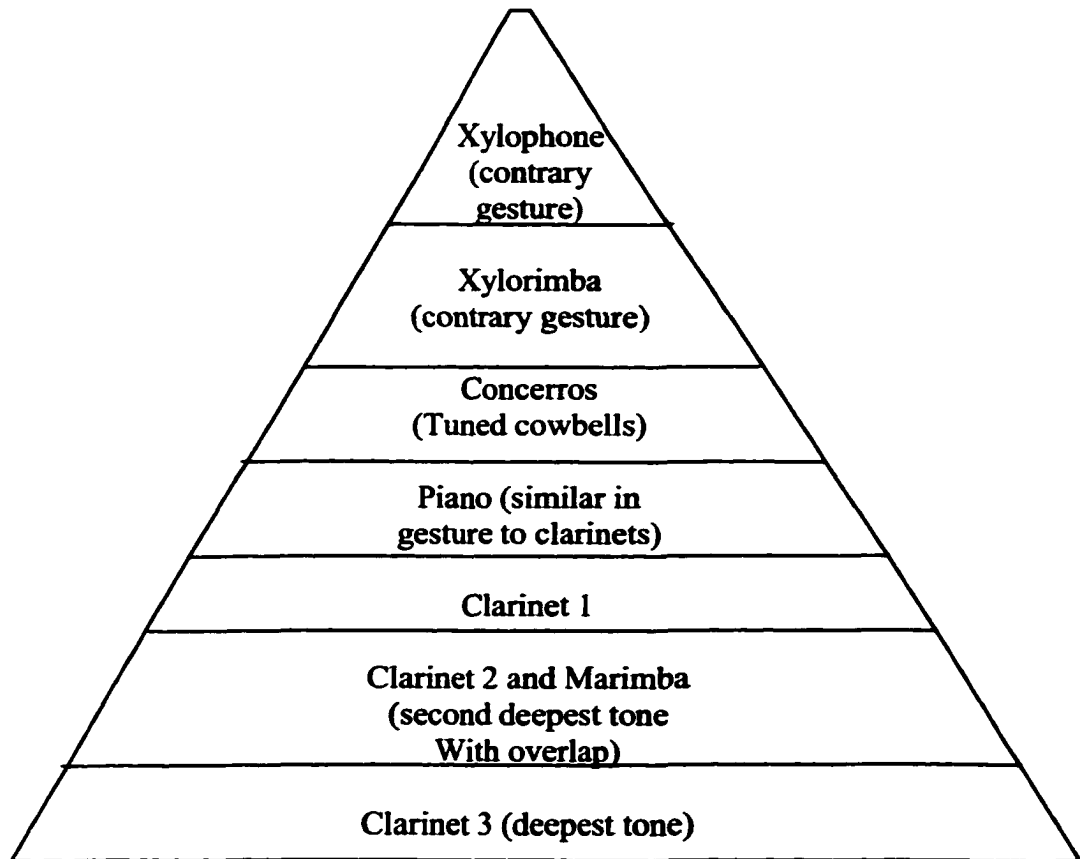 Xylophone
(contrary
gesture)
Xylorimba
(contrary gesture)
Concerros
(Tuned cowbells)
Piano (similar in
gesture to clarinets)
Clarinet 1
Clarinet 2 and Marimba
(second deepest tone
With overlap)
Clarinet 3 (deepest tone)